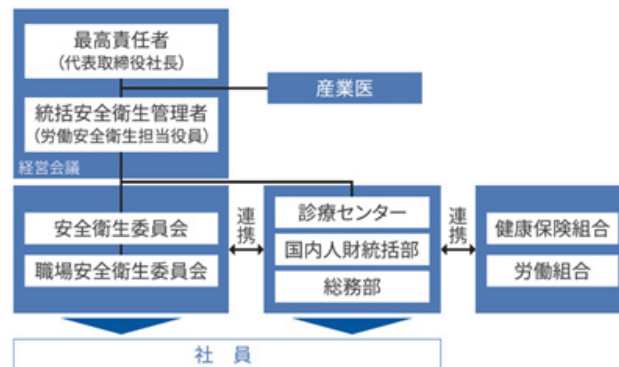 最高責任者
（代表取締役社長）
産業医
統括安全衛生管理者
（労働安全衛生担当役員）
経営会議
安全衛生委員会
職場安全衛生委員会
連携
診療センター
国内人財統括部
総務部
連携
健康保険組合
労働組合
社 員